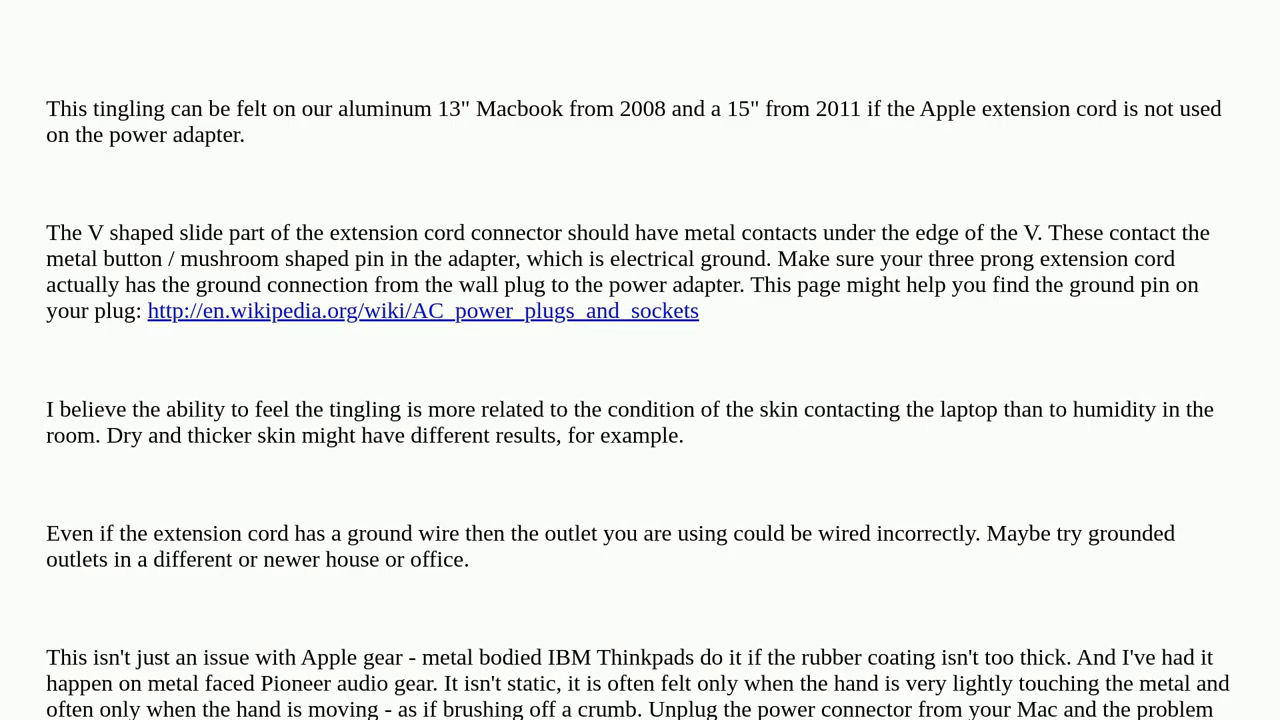 This tingling can be felt on our aluminum 13" Macbook from 2008 and a 15" from 2011 if the Apple extension cord is not used
on the power adapter.
The V shaped slide part of the extension cord connector should have metal contacts under the edge of the V. These contact the
metal button / mushroom shaped pin in the adapter, which is electrical ground. Make sure your three prong extension cord
actually has the ground connection from the wall plug to the power adapter. This page might help you find the ground pin on
your plug: http://en.wikipedia.org/wiki/AC_power_plugs_and_sockets
I believe the ability to feel the tingling is more related to the condition of the skin contacting the laptop than to humidity in the
room. Dry and thicker skin might have different results, for example.
Even if the extension cord has a ground wire then the outlet you are using could be wired incorrectly. Maybe try grounded
outlets in a different or newer house or office.
This isn't just an issue with Apple gear - metal bodied IBM Thinkpads do it if the rubber coating isn't too thick. And I've had it
happen on metal faced Pioneer audio gear. It isn't static, it is often felt only when the hand is very lightly touching the metal and
often only when the hand is moving - as if brushing off a crumb. Unplug the power connector from your Mac and the problem